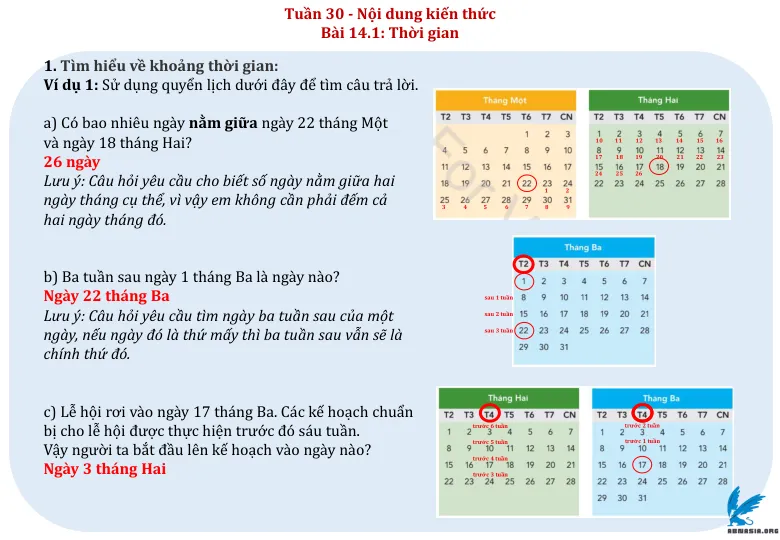 Tuần 30 - Nội dung kiến thức
Bài 14.1: Thời gian
1. Tìm hiểu về khoảng thời gian:
Ví dụ 1: Sử dụng quyển lịch dưới đây để tìm câu trả lời.
a) Có bao nhiêu ngày nằm giữa ngày 22 tháng Một
và ngày 18 tháng Hai?
26 ngày
Lưu ý: Câu hỏi yêu cầu cho biết số ngày nằm giữa hai
ngày tháng cụ thể, vì vậy em không cần phải đếm cả
hai ngày tháng đó.
Tháng Một
T2 T3 T4 T5 T6 T7 CN
1 2 3
4 5 6 7 8 9 10
11 12 13 14 15 16 17
18 19 20 21 22 23 24
1 2
25 26 27 28 29 30 31
3 4 5 6 7 8 9
Tháng Hai
T2 T3 T4 T5 T6 T7 CN
1 2 3 4 5 6 7
10 11 12 13 14 15 16
8 9 10 11 12 13 14
17 18 19 20 21 22 23
15 16 17 18 19 20 21
24 25 26
22 23 24 25 26 27 28
b) Ba tuần sau ngày 1 tháng Ba là ngày nào?
Ngày 22 tháng Ba
Lưu ý: Câu hỏi yêu cầu tìm ngày ba tuần sau của một
ngày, nếu ngày đó là thứ mấy thì ba tuần sau vẫn sẽ là
chính thứ đó.
Tháng Ba
T2 T3 T4 T5 T6 T7 CN
1 2 3 4 5 6 7
sau 1 tuần 8 9 10 11 12 13 14
sau 2 tuần 15 16 17 18 19 20 21
sau 3 tuần 22 23 24 25 26 27 28
29 30 31
c) Lễ hội rơi vào ngày 17 tháng Ba. Các kế hoạch chuẩn
bị cho lễ hội được thực hiện trước đó sáu tuần.
Vậy người ta bắt đầu lên kế hoạch vào ngày nào?
Ngày 3 tháng Hai
Tháng Hai
T2 T3 T4 T5 T6 T7 CN
trước 6 tuần
1 2 3 4 5 6 7
trước 5 tuần
8 9 10 11 12 13 14
trước 4 tuần
15 16 17 18 19 20 21
trước 3 tuần
22 23 24 25 26 27 28
Tháng Ba
T2 T3 T4 T5 T6 T7 CN
trước 2 tuần
1 2 3 4 5 6 7
trước 1 tuần
8 9 10 11 12 13 14
15 16 17 18 19 20 21
22 23 24 25 26 27 28
29 30 31
ABMASIA.ORG